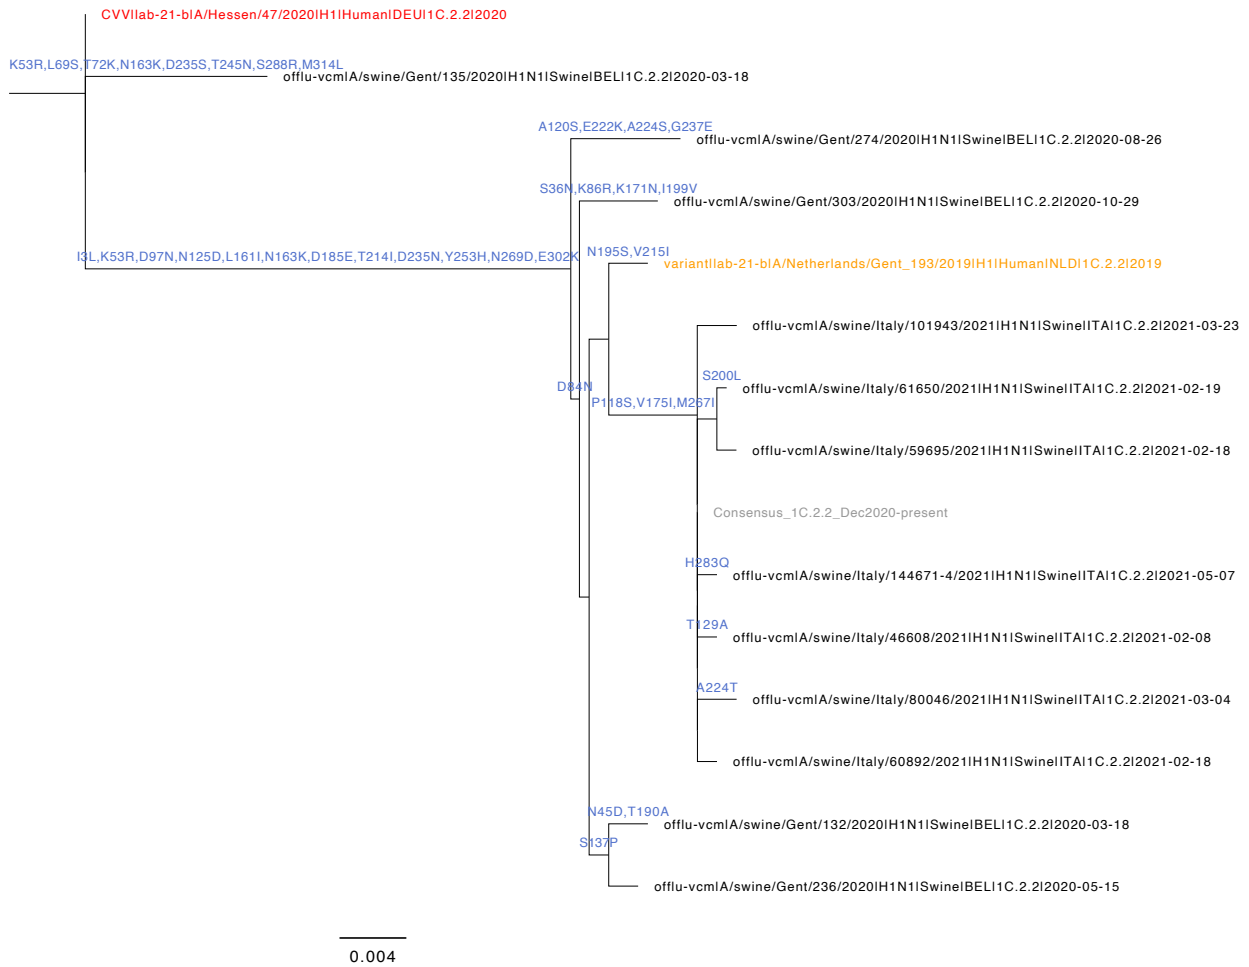 CVV|lab-21-b|A/Hessen/47/2020|H1|Human|DEU|1C.2.2|2020
K53R,L69S,T72K,N163K,D235S,T245N,S288R,M314L
offlu-vcm|A/swine/Gent/135/2020|H1N1|Swine|BEL|1C.2.2|2020-03-18
A120S,E222K,A224S,G237E
offlu-vcm|A/swine/Gent/274/2020|H1N1|Swine|BEL|1C.2.2|2020-08-26
S36N,K86R,K171N,I199V
offlu-vcm|A/swine/Gent/303/2020|H1N1|Swine|BEL|1C.2.2|2020-10-29
I3L,K53R,D97N,N125D,L161I,N163K,D185E,T214I,D235N,Y253H,N269D,E302K
N195S,V215I
variant|lab-21-b|A/Netherlands/Gent_193/2019|H1|Human|NLD|1C.2.2|2019
offlu-vcm|A/swine/Italy/101943/2021|H1N1|Swine|ITA|1C.2.2|2021-03-23
S200L
offlu-vcm|A/swine/Italy/61650/2021|H1N1|Swine|ITA|1C.2.2|2021-02-19
D84N
P118S,V175I,M267I
offlu-vcm|A/swine/Italy/59695/2021|H1N1|Swine|ITA|1C.2.2|2021-02-18
Consensus_1C.2.2_Dec2020-present
H283Q
offlu-vcm|A/swine/Italy/144671-4/2021|H1N1|Swine|ITA|1C.2.2|2021-05-07
T129A
offlu-vcm|A/swine/Italy/46608/2021|H1N1|Swine|ITA|1C.2.2|2021-02-08
A224T
offlu-vcm|A/swine/Italy/80046/2021|H1N1|Swine|ITA|1C.2.2|2021-03-04
offlu-vcm|A/swine/Italy/60892/2021|H1N1|Swine|ITA|1C.2.2|2021-02-18
N45D,T190A
offlu-vcm|A/swine/Gent/132/2020|H1N1|Swine|BEL|1C.2.2|2020-03-18
S137P
offlu-vcm|A/swine/Gent/236/2020|H1N1|Swine|BEL|1C.2.2|2020-05-15
0.004